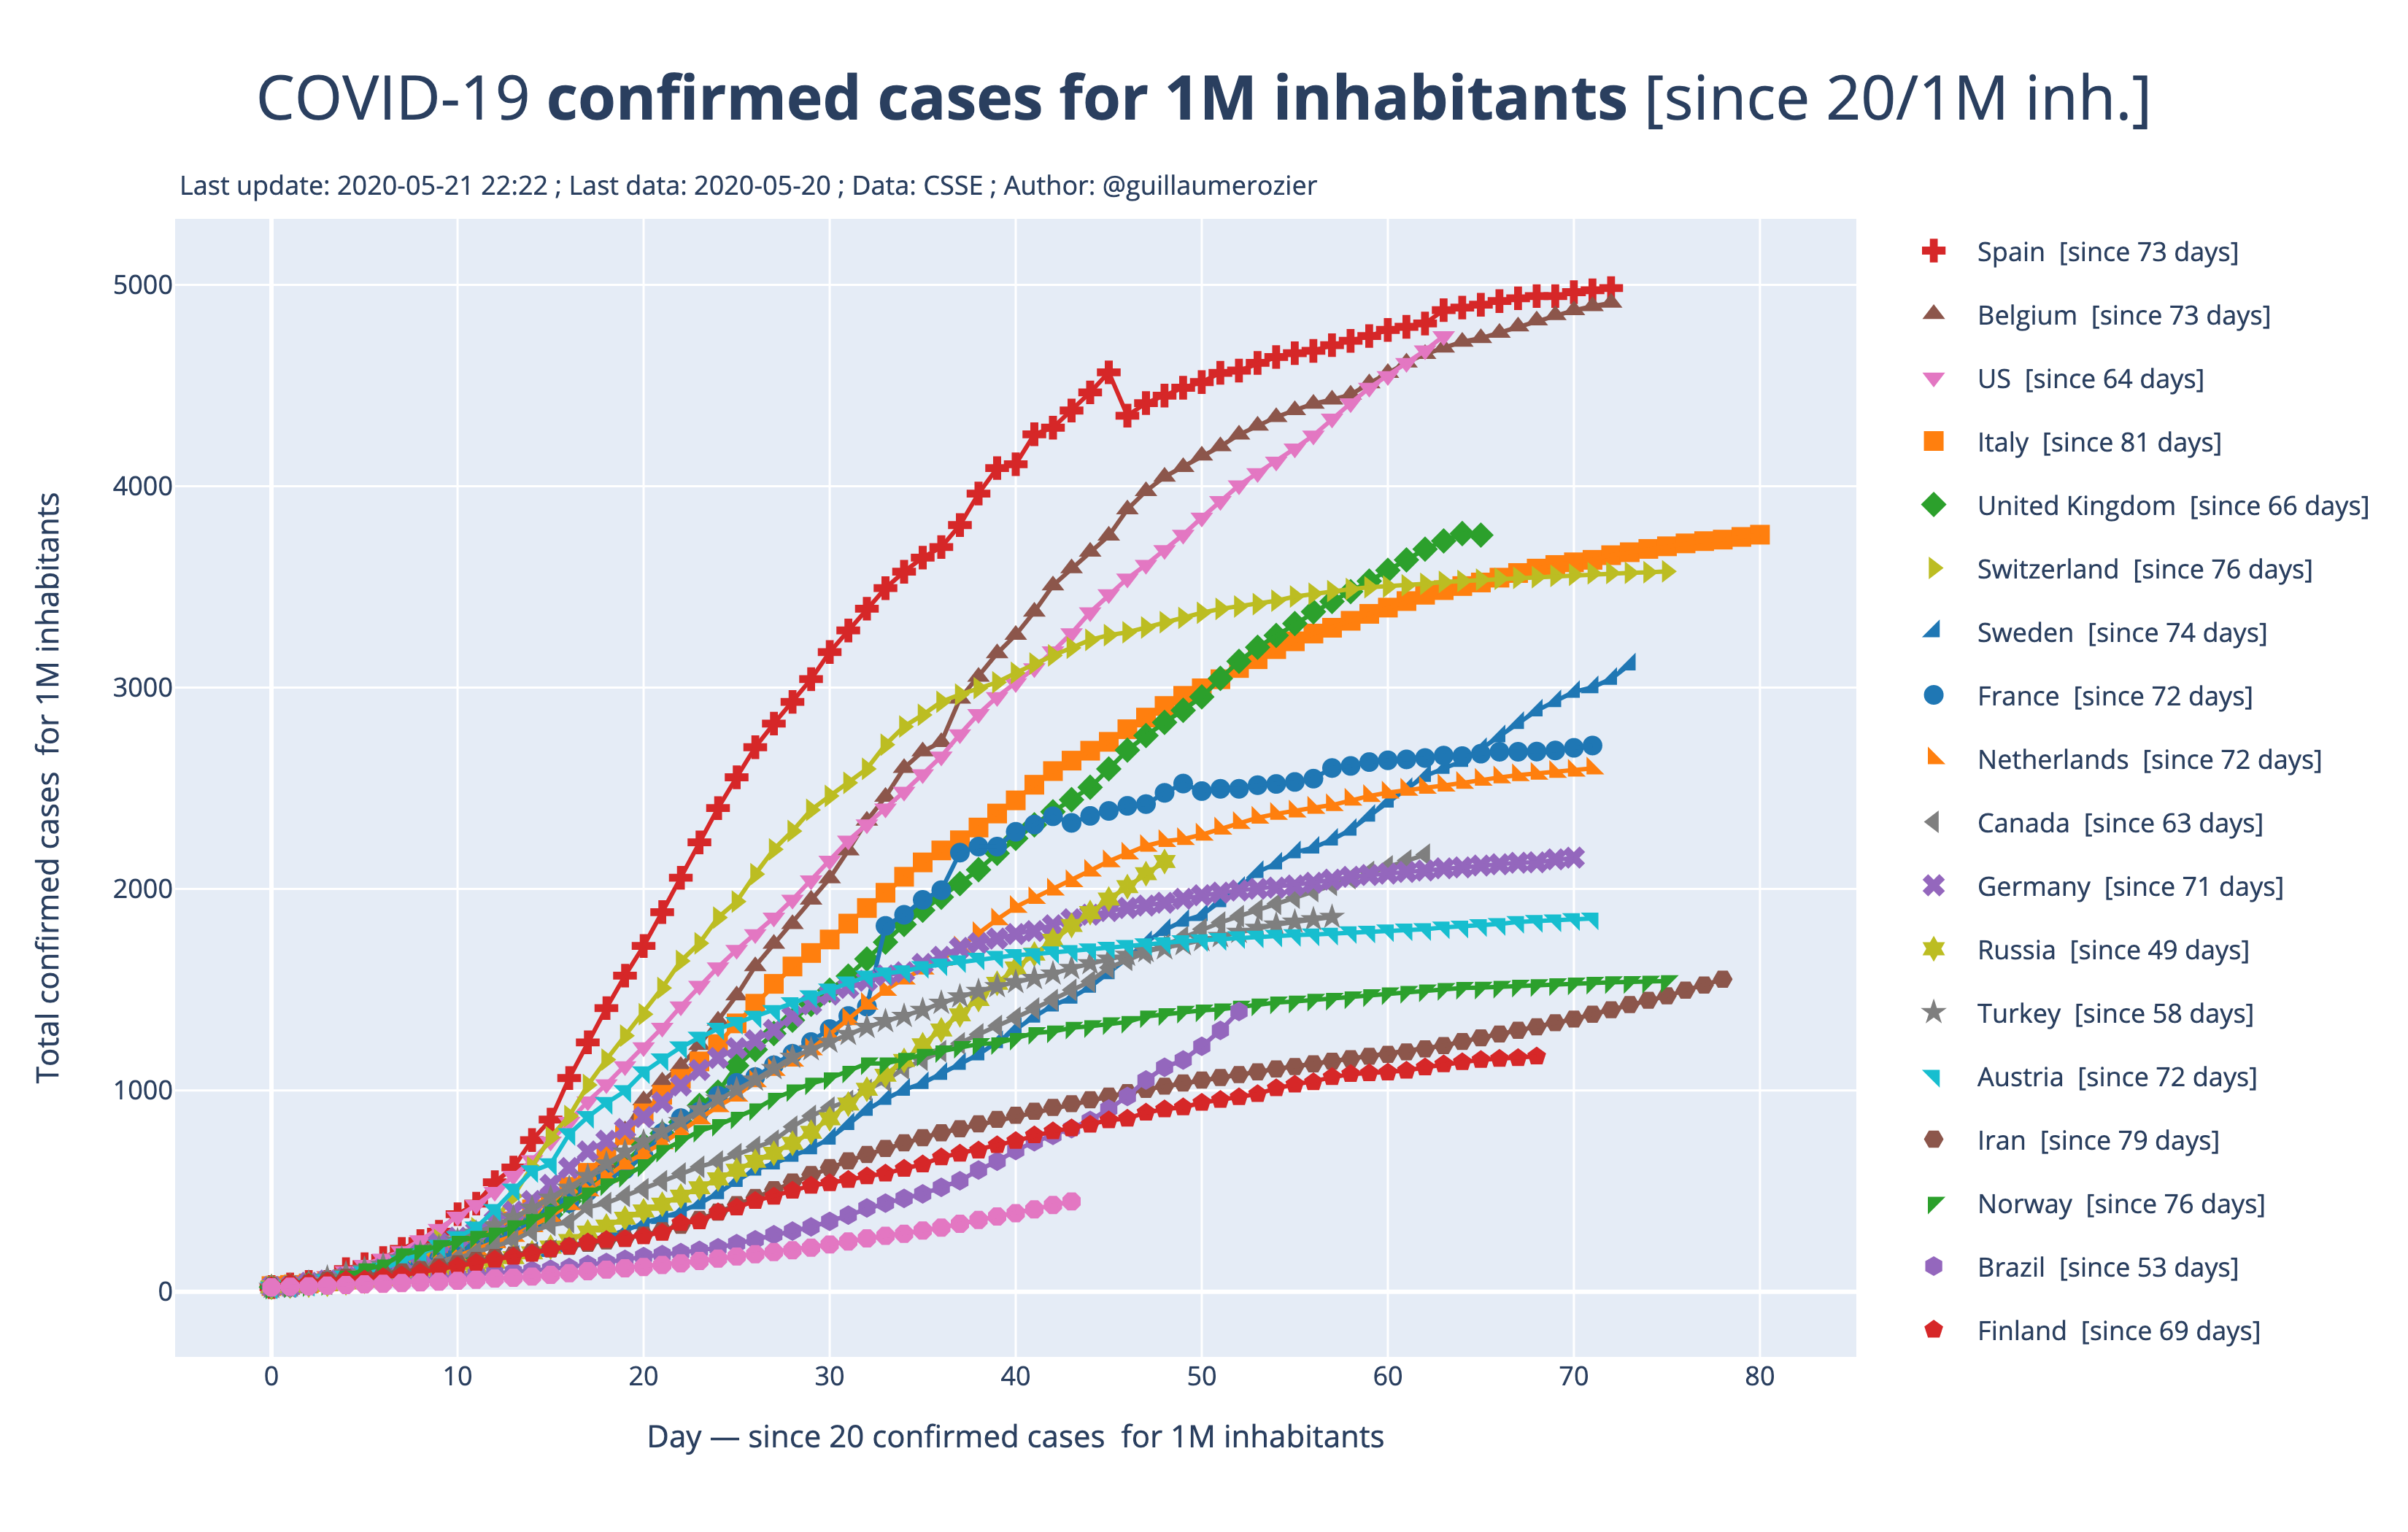 COVID-19 confirmed cases for 1M inhabitants [since 20/1M inh.]
Last update: 2020-05-21 22:22 ; Last data: 2020-05-20 ; Data: CSSE ; Author: @guillaumerozier
Total confirmed cases for 1M inhabitants
5000
4000
3000
2000
1000
0
0 10 20 30 40 50 60 70 80
Day — since 20 confirmed cases for 1M inhabitants
Spain [since 73 days]
Belgium [since 73 days]
US [since 64 days]
Italy [since 81 days]
United Kingdom [since 66 days]
Switzerland [since 76 days]
Sweden [since 74 days]
France [since 72 days]
Netherlands [since 72 days]
Canada [since 63 days]
Germany [since 71 days]
Russia [since 49 days]
Turkey [since 58 days]
Austria [since 72 days]
Iran [since 79 days]
Norway [since 76 days]
Brazil [since 53 days]
Finland [since 69 days]